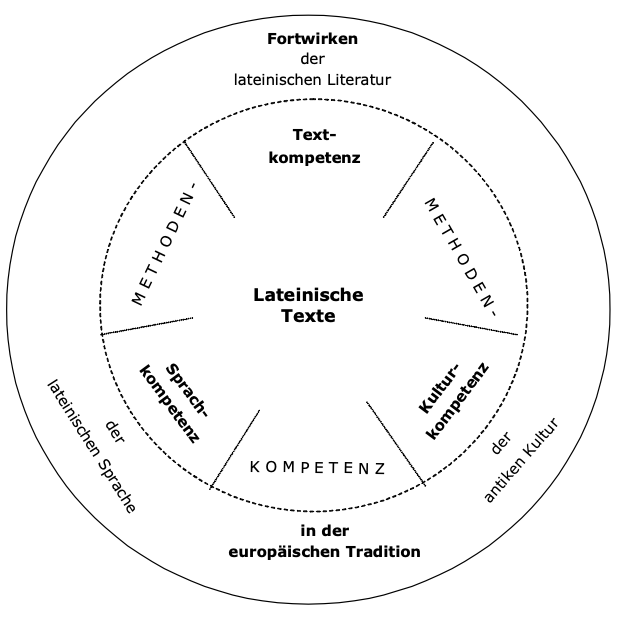 Fortwirken
der
lateinischen Literatur
Text-
kompetenz
METHODEN-
METHODEN-
Lateinische
Texte
Sprach-
kompetenz
Kultur-
kompetenz
der
lateinischen Sprache
der
antiken Kultur
KOMPETENZ
in der
europäischen Tradition